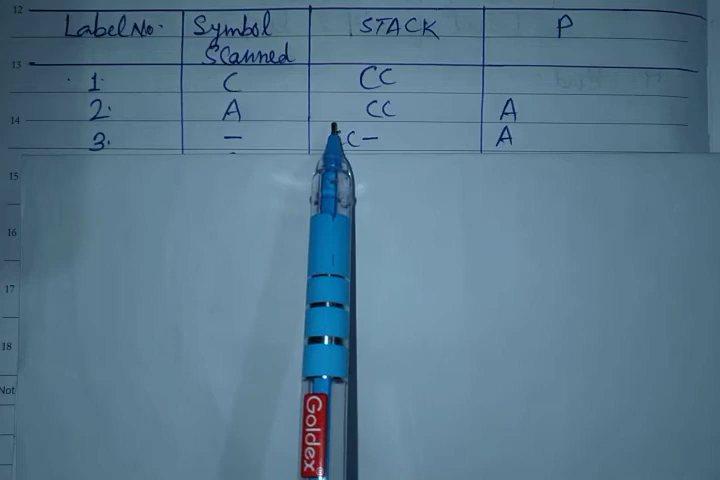 12
Label No. Symbol Scanned STACK P
13
1. C CC
2. A CC A
14
3. - C- A
15
16
17
18
Not
Goldex